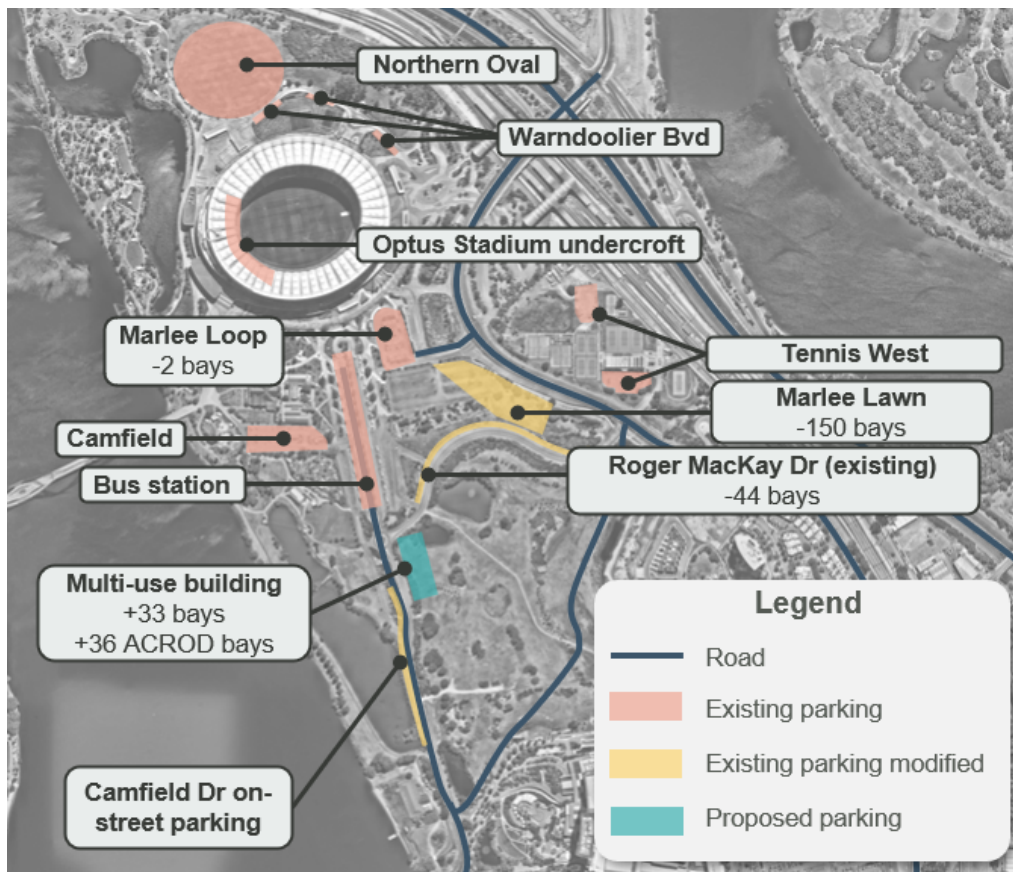 Northern Oval
Warndoolier Bvd
Optus Stadium undercroft
Marlee Loop
-2 bays
Tennis West
Marlee Lawn
-150 bays
Camfield
Roger MacKay Dr (existing)
-44 bays
Bus station
Multi-use building
+33 bays
+36 ACROD bays
Camfield Dr on-
street parking
Legend
Road
Existing parking
Existing parking modified
Proposed parking